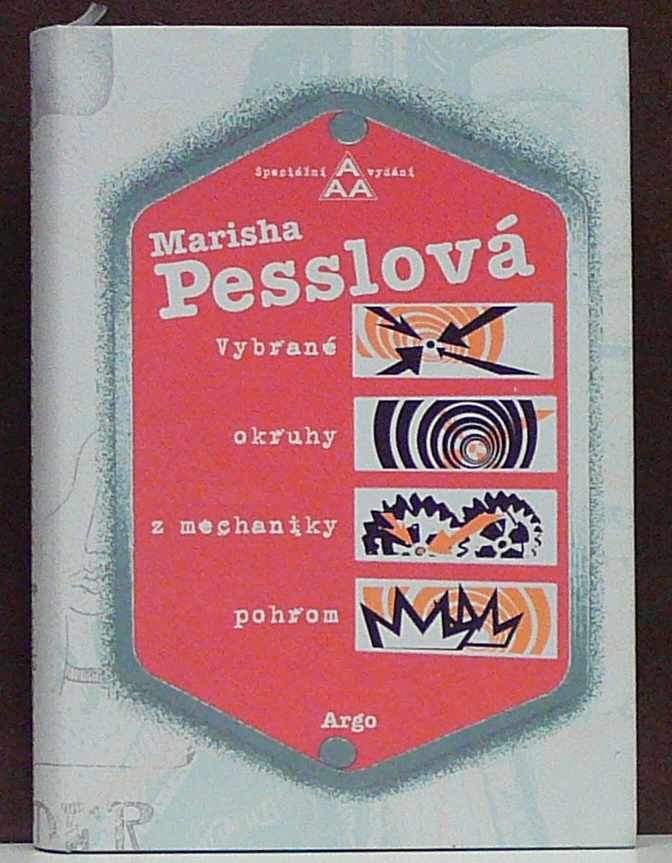 Speciální A vydání
AA
Marisha
Pesslová
Vybrané
okruhy
z mechaniky
pohrom
Argo